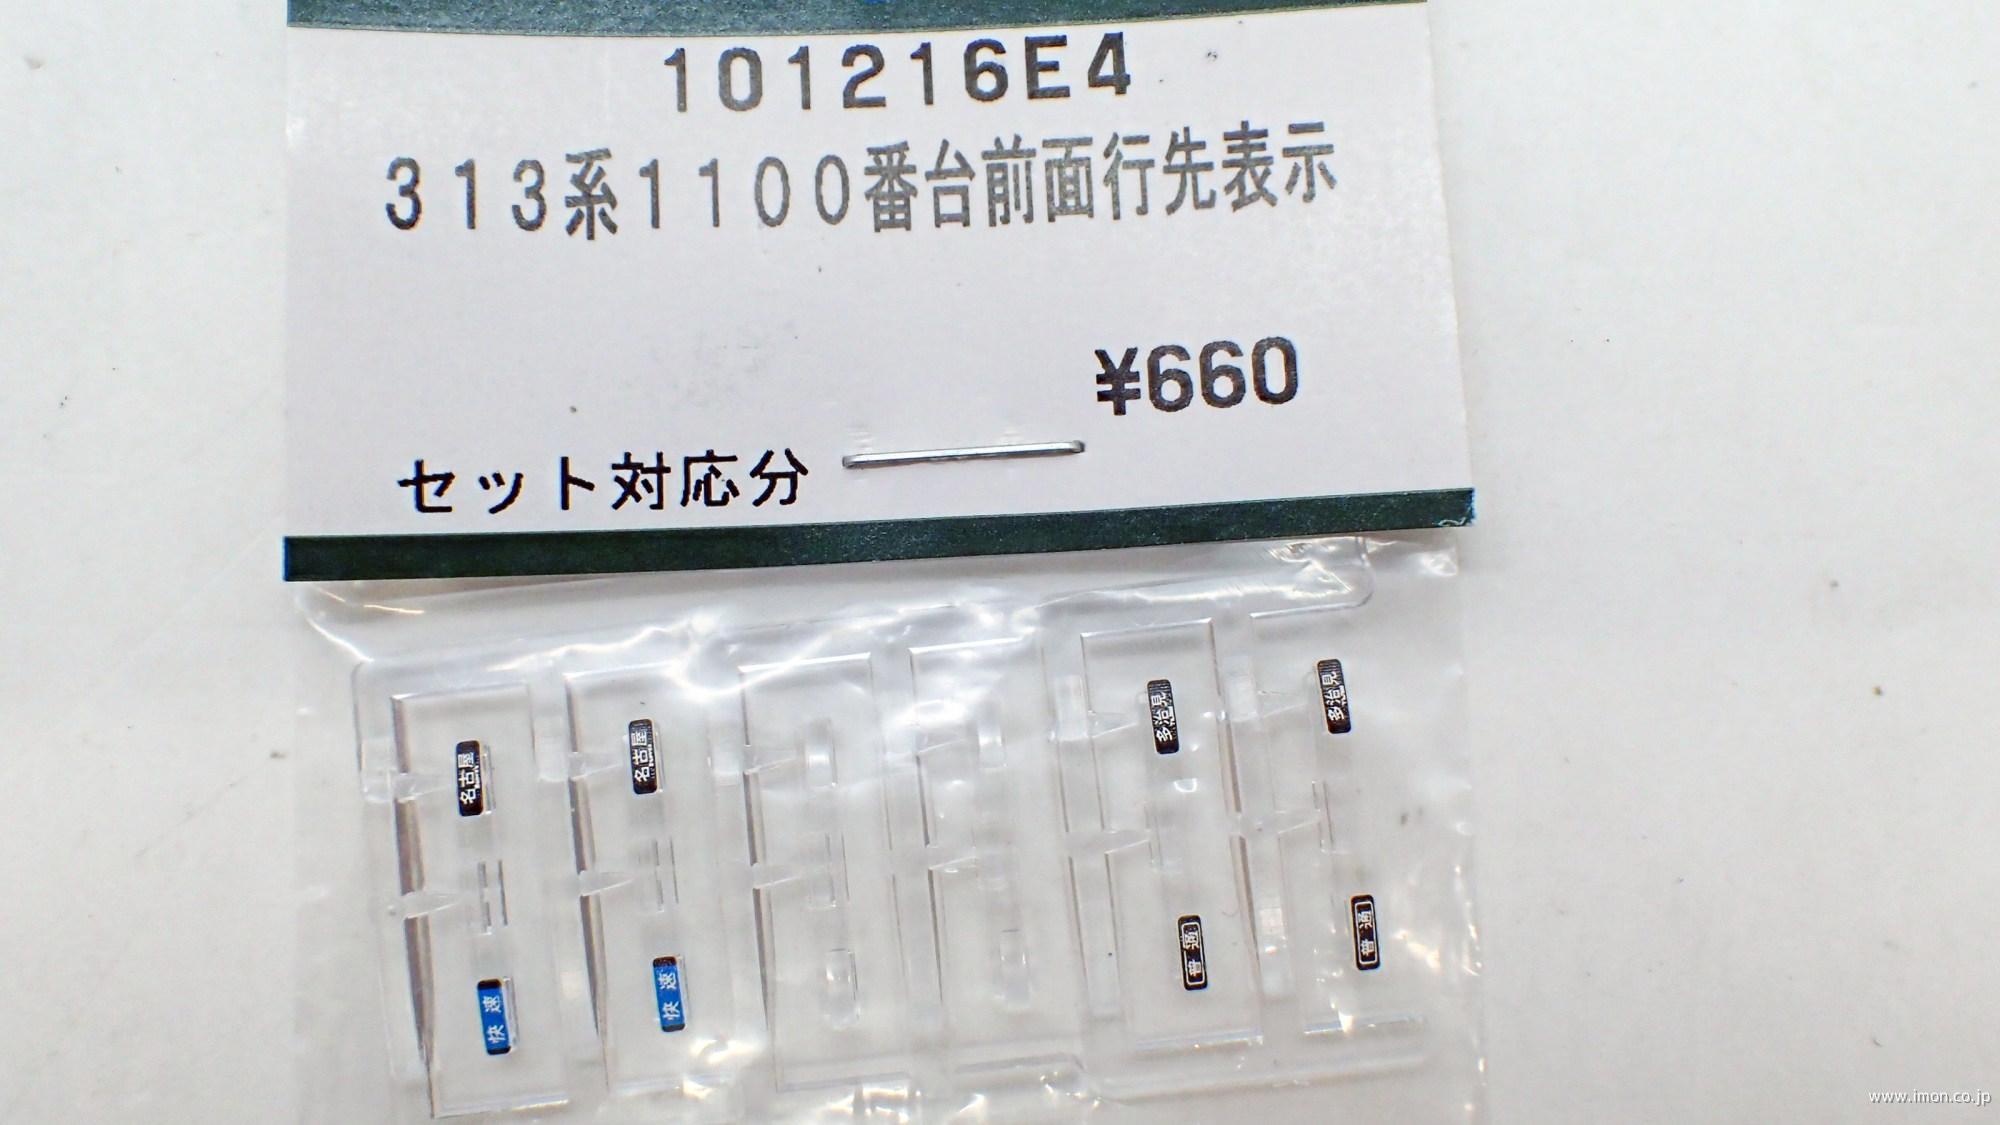 101216E4
３１３系１１００番台前面行先表示
¥660
セット対応分
名古屋
名古屋
多治見
多治見
快速
快速
普通
普通
www.imon.co.jp